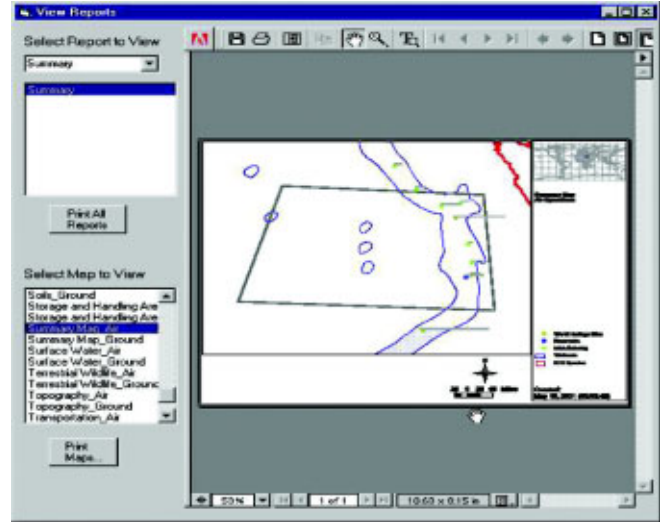 View Reports
Select Report to View
Summary
Summary
Print All
Reports
Select Map to View
Soils_Ground
Storage and Handling Are
Storage and Handling Are
Summary Map_Air
Summary Map_Ground
Surface Water_Air
Surface Water_Ground
Terrestrial Wildlife_Air
Terrestrial Wildlife_Ground
Topography_Air
Topography_Ground
Transportation_Air
Print
Maps...
53%
1 of 1
Miles